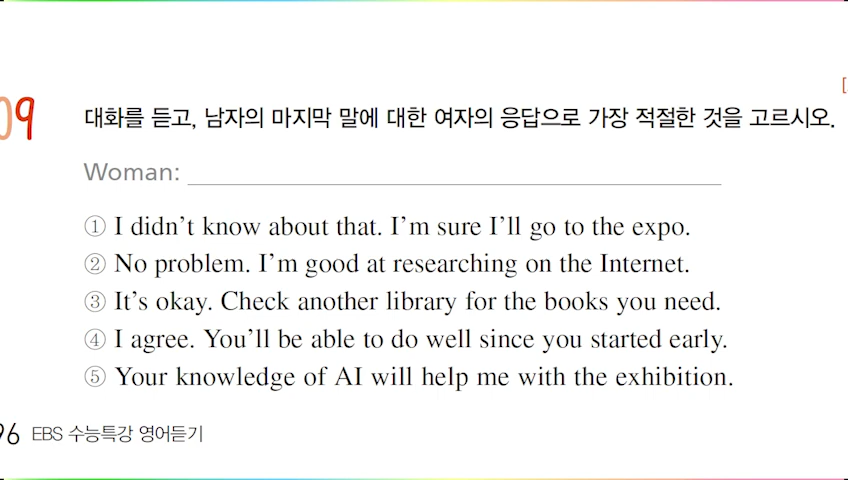 09
대화를 듣고, 남자의 마지막 말에 대한 여자의 응답으로 가장 적절한 것을 고르시오.
Woman:
① I didn't know about that. I'm sure I'll go to the expo.
② No problem. I'm good at researching on the Internet.
③ It's okay. Check another library for the books you need.
④ I agree. You'll be able to do well since you started early.
⑤ Your knowledge of AI will help me with the exhibition.
96 EBS 수능특강 영어듣기